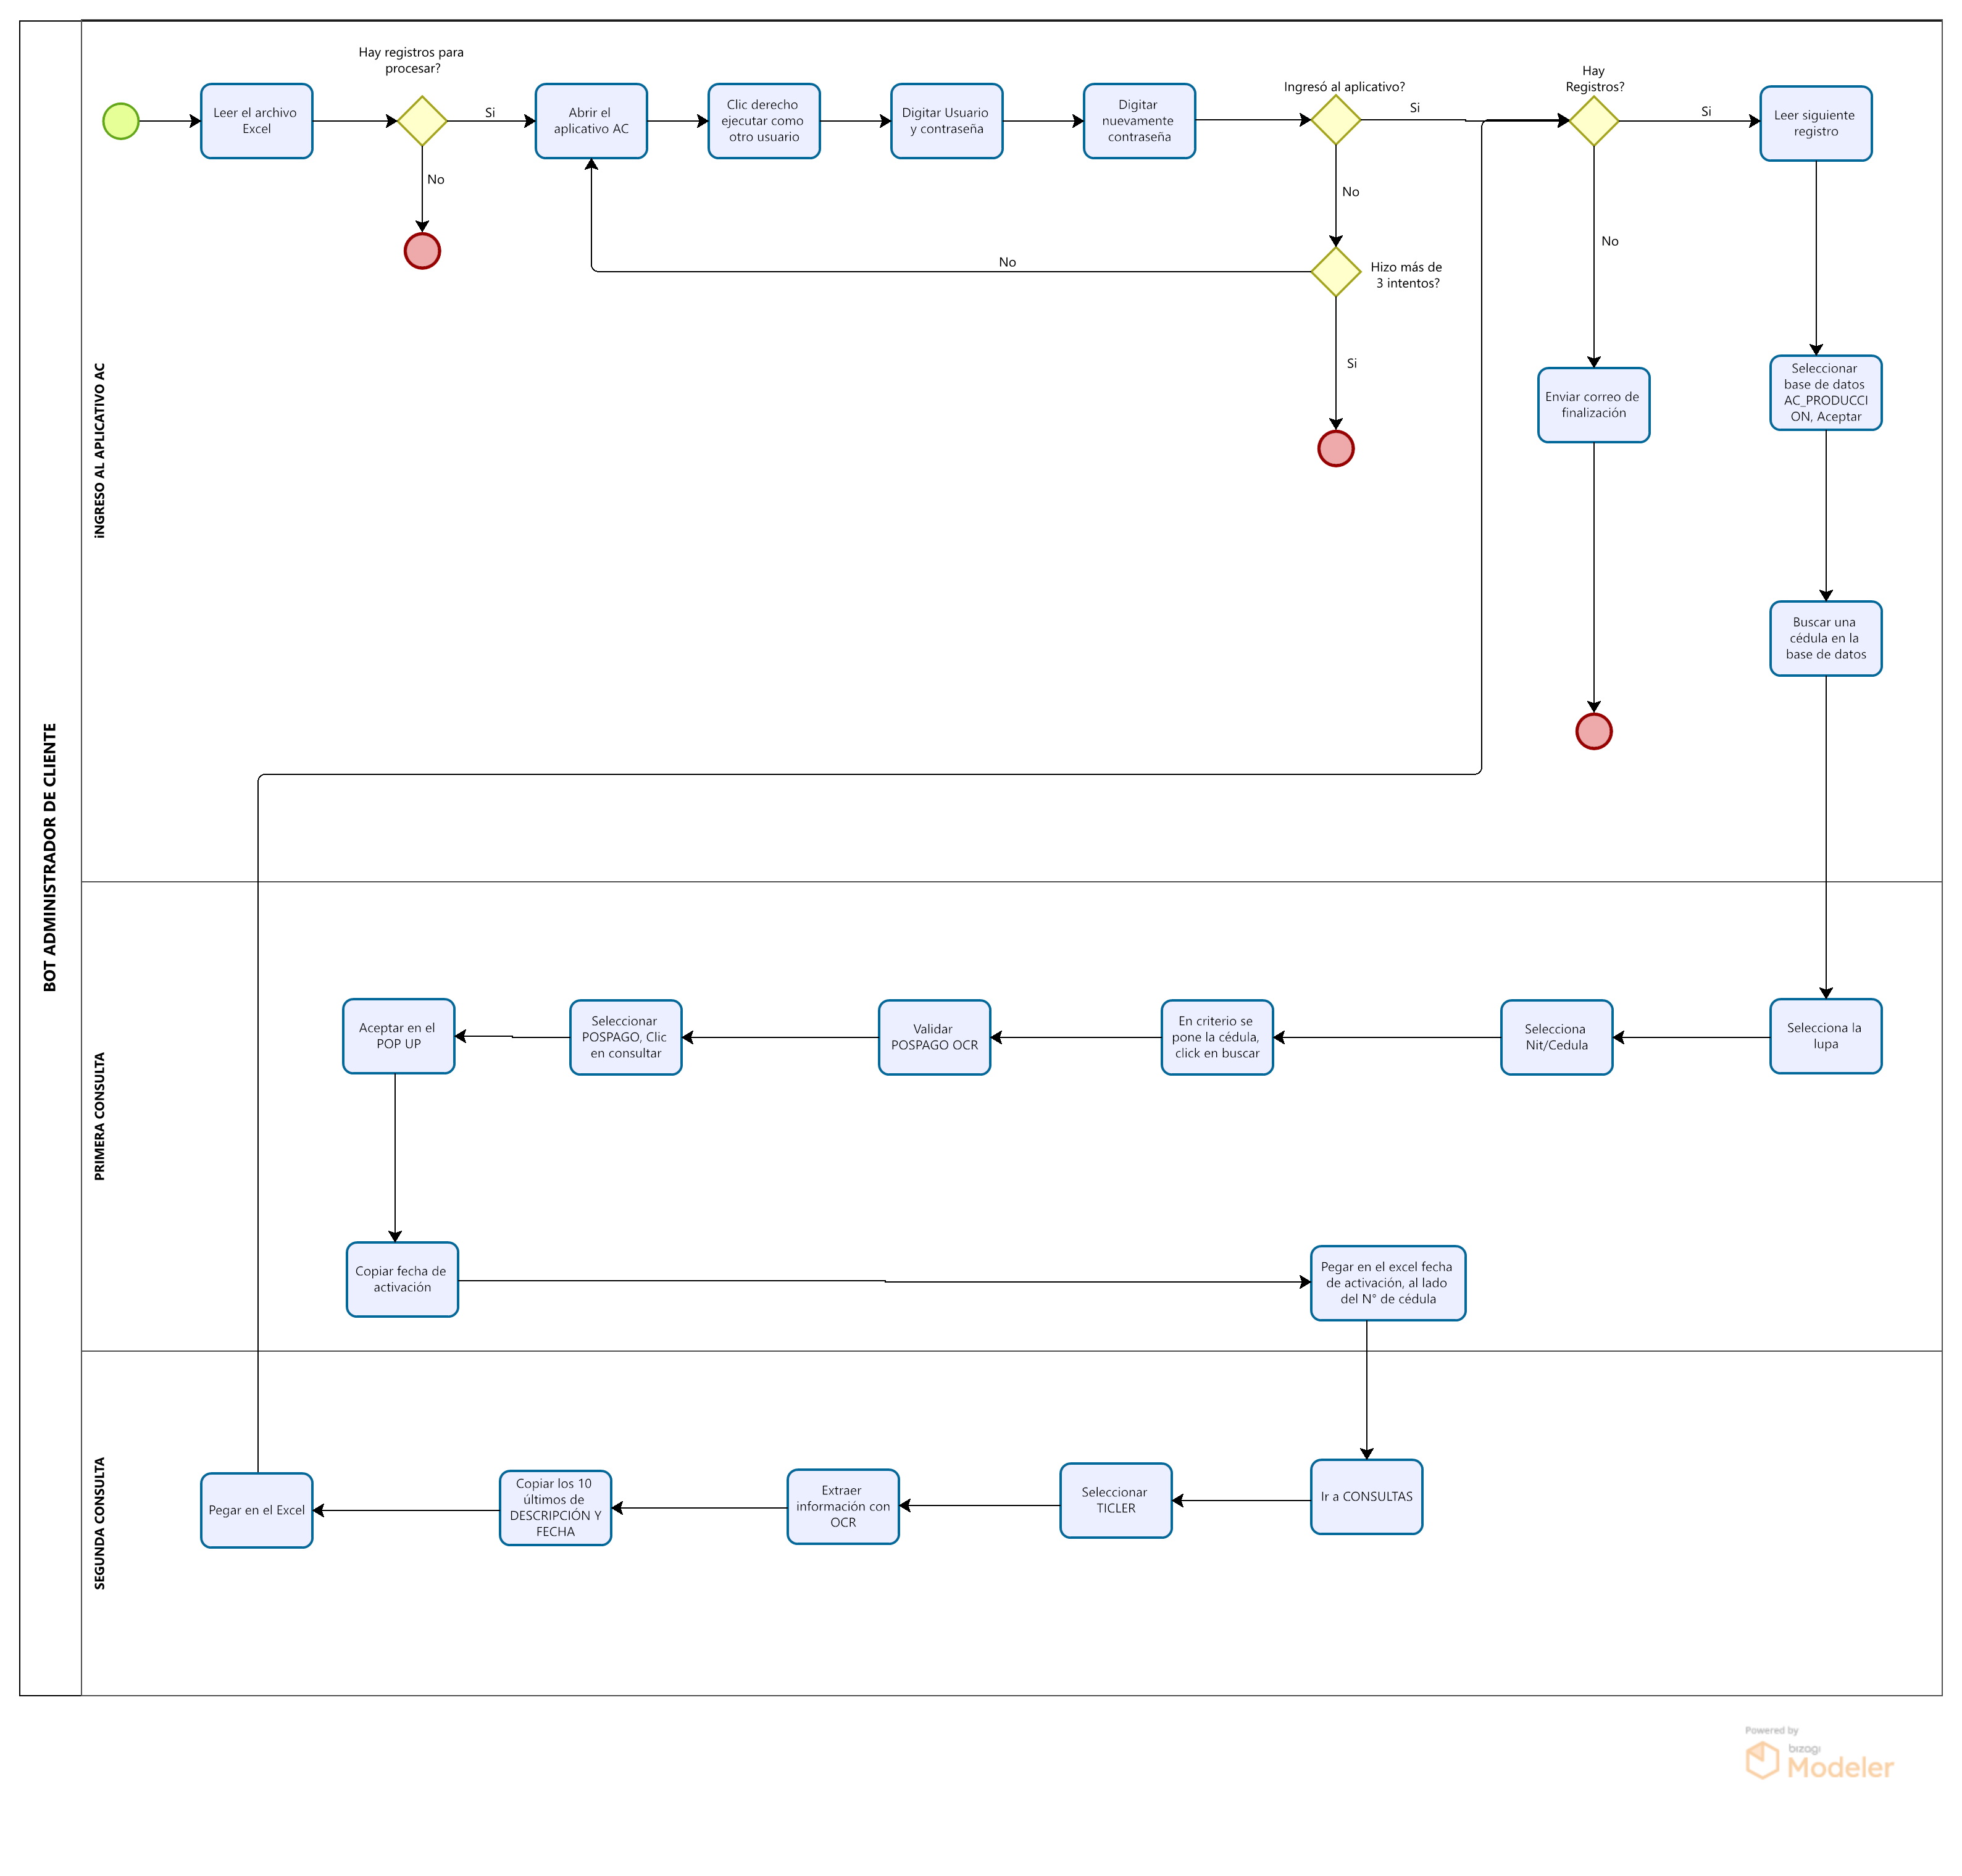 BOT ADMINISTRADOR DE CLIENTE
iNGRESO AL APLICATIVO AC
Leer el archivo
Excel
Hay registros para
procesar?
Si
No
Abrir el
aplicativo AC
Clic derecho
ejecutar como
otro usuario
Digitar Usuario
y contraseña
Digitar
nuevamente
contraseña
Ingresó al aplicativo?
Si
No
Hizo más de
3 intentos?
No
Si
Hay
Registros?
Si
No
Leer siguiente
registro
Enviar correo de
finalización
Seleccionar
base de datos
AC_PRODUCCI
ON, Aceptar
Buscar una
cédula en la
base de datos
PRIMERA CONSULTA
Selecciona la
lupa
Selecciona
Nit/Cedula
En criterio se
pone la cédula,
click en buscar
Validar
POSPAGO OCR
Seleccionar
POSPAGO, Clic
en consultar
Aceptar en el
POP UP
Copiar fecha de
activación
Pegar en el excel fecha
de activación, al lado
del N° de cédula
SEGUNDA CONSULTA
Ir a CONSULTAS
Seleccionar
TICLER
Extraer
información con
OCR
Copiar los 10
últimos de
DESCRIPCIÓN Y
FECHA
Pegar en el Excel
Powered by
bizagi
Modeler